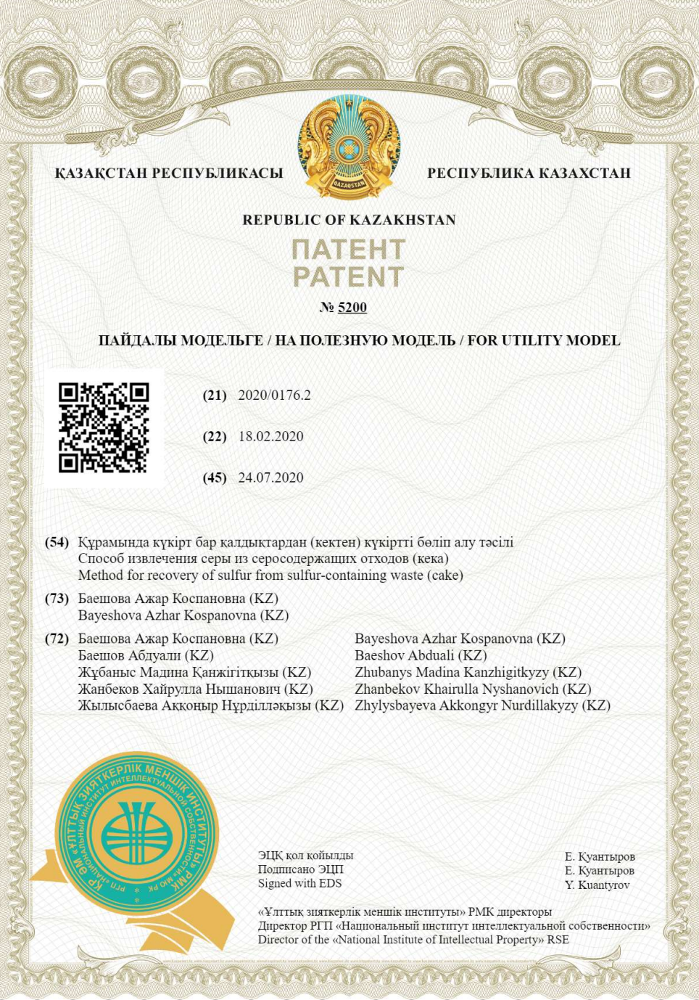 ҚАЗАҚСТАН РЕСПУБЛИКАСЫ
РЕСПУБЛИКА КАЗАХСТАН
QAZAQSTAN
REPUBLIC OF KAZAKHSTAN
ПАТЕНТ
PATENT
№ 5200
ПАЙДАЛЫ МОДЕЛЬГЕ / НА ПОЛЕЗНУЮ МОДЕЛЬ / FOR UTILITY MODEL
(21) 2020/0176.2
(22) 18.02.2020
(45) 24.07.2020
(54) Құрамында күкірт бар қалдықтардан (кектен) күкіртті бөліп алу тәсілі
Способ извлечения серы из серосодержащих отходов (кека)
Method for recovery of sulfur from sulfur-containing waste (cake)
(73) Баешова Ажар Коспановна (KZ)
Bayeshova Azhar Kospanovna (KZ)
(72) Баешова Ажар Коспановна (KZ) Bayeshova Azhar Kospanovna (KZ)
Баешов Абдуали (KZ) Baeshov Abduali (KZ)
Жұбаныс Мадина Қанжігітқызы (KZ) Zhubanys Madina Kanzhigitkyzy (KZ)
Жанбеков Хайрулла Нышанович (KZ) Zhanbekov Khairulla Nyshanovich (KZ)
Жылысбаева Аққоңыр Нұрділләқызы (KZ) Zhylysbayeva Akkongyr Nurdillakyzy (KZ)
ҚР ӘМ «ҰЛТТЫҚ ЗИЯТКЕРЛІК МЕНШІК ИНСТИТУТЫ» РМК
РГП «НАЦИОНАЛЬНЫЙ ИНСТИТУТ ИНТЕЛЛЕКТУАЛЬНОЙ СОБСТВЕННОСТИ» МЮ РК
ЭЦҚ қол қойылды Е. Қуантыров
Подписано ЭЦП Е. Куантыров
Signed with EDS Y. Kuantyrov
«Ұлттық зияткерлік меншік институты» РМК директоры
Директор РГП «Национальный институт интеллектуальной собственности»
Director of the «National Institute of Intellectual Property» RSE